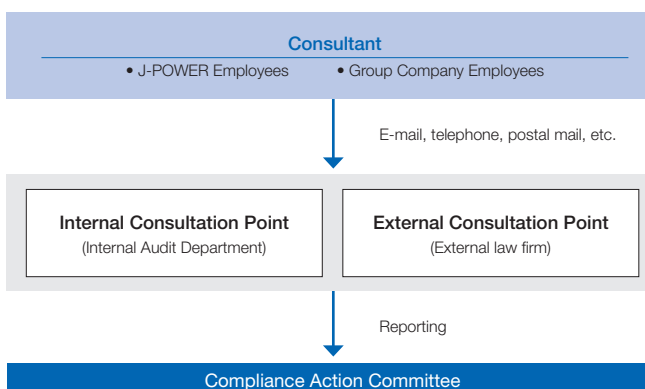 Consultant
• J-POWER Employees • Group Company Employees
E-mail, telephone, postal mail, etc.
Internal Consultation Point
(Internal Audit Department)
External Consultation Point
(External law firm)
Reporting
Compliance Action Committee